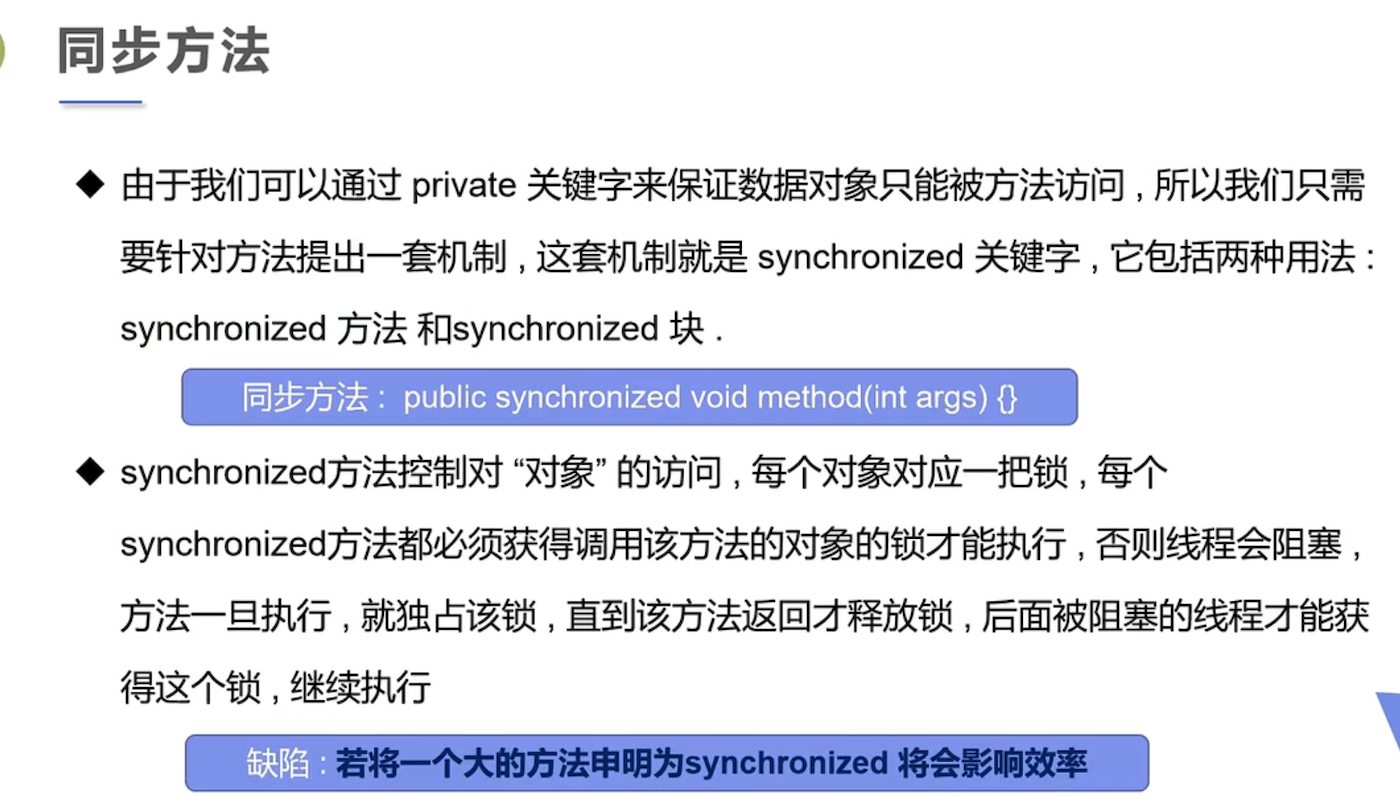 同步方法
由于我们可以通过 private 关键字来保证数据对象只能被方法访问 , 所以我们只需
要针对方法提出一套机制 , 这套机制就是 synchronized 关键字 , 它包括两种用法 :
synchronized 方法 和synchronized 块 .
同步方法 : public synchronized void method(int args) {}
synchronized方法控制对 “对象” 的访问 , 每个对象对应一把锁 , 每个
synchronized方法都必须获得调用该方法的对象的锁才能执行 , 否则线程会阻塞 ,
方法一旦执行 , 就独占该锁 , 直到该方法返回才释放锁 , 后面被阻塞的线程才能获
得这个锁 , 继续执行
缺陷 : 若将一个大的方法申明为synchronized 将会影响效率